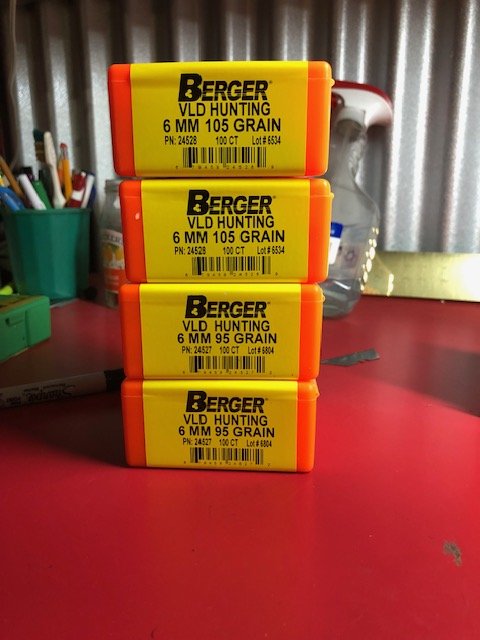 BERGER
VLD HUNTING
6 MM 105 GRAIN
PN: 24528 100 CT Lot # 6534
BERGER
VLD HUNTING
6 MM 105 GRAIN
PN: 24528 100 CT Lot # 6534
BERGER
VLD HUNTING
6 MM 95 GRAIN
PN: 24527 100 CT Lot # 6804
BERGER
VLD HUNTING
6 MM 95 GRAIN
PN: 24527 100 CT Lot # 6804
Sharpie